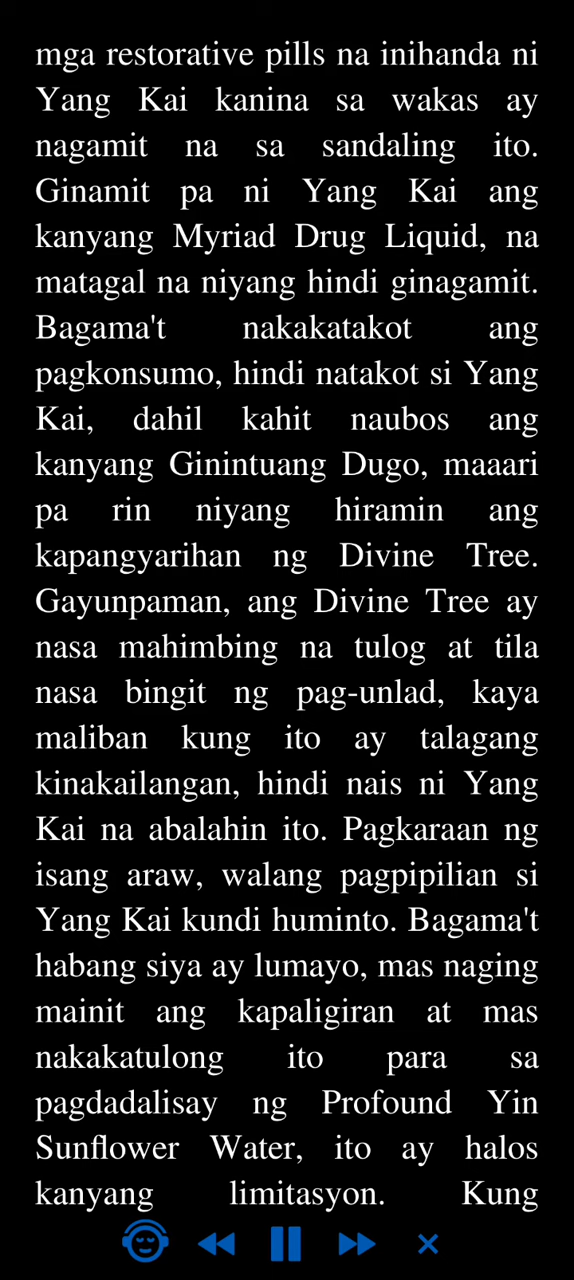 mga restorative pills na inihanda ni
Yang Kai kanina sa wakas ay
nagamit na sa sandaling ito.
Ginamit pa ni Yang Kai ang
kanyang Myriad Drug Liquid, na
matagal na niyang hindi ginagamit.
Bagama't nakakatakot ang
pagkonsumo, hindi natakot si Yang
Kai, dahil kahit naubos ang
kanyang Ginintuang Dugo, maaari
pa rin niyang hiramin ang
kapangyarihan ng Divine Tree.
Gayunpaman, ang Divine Tree ay
nasa mahimbing na tulog at tila
nasa bingit ng pag-unlad, kaya
maliban kung ito ay talagang
kinakailangan, hindi nais ni Yang
Kai na abalahin ito. Pagkaraan ng
isang araw, walang pagpipilian si
Yang Kai kundi huminto. Bagama't
habang siya ay lumayo, mas naging
mainit ang kapaligiran at mas
nakakatulong ito para sa
pagdadalisay ng Profound Yin
Sunflower Water, ito ay halos
kanyang limitasyon. Kung